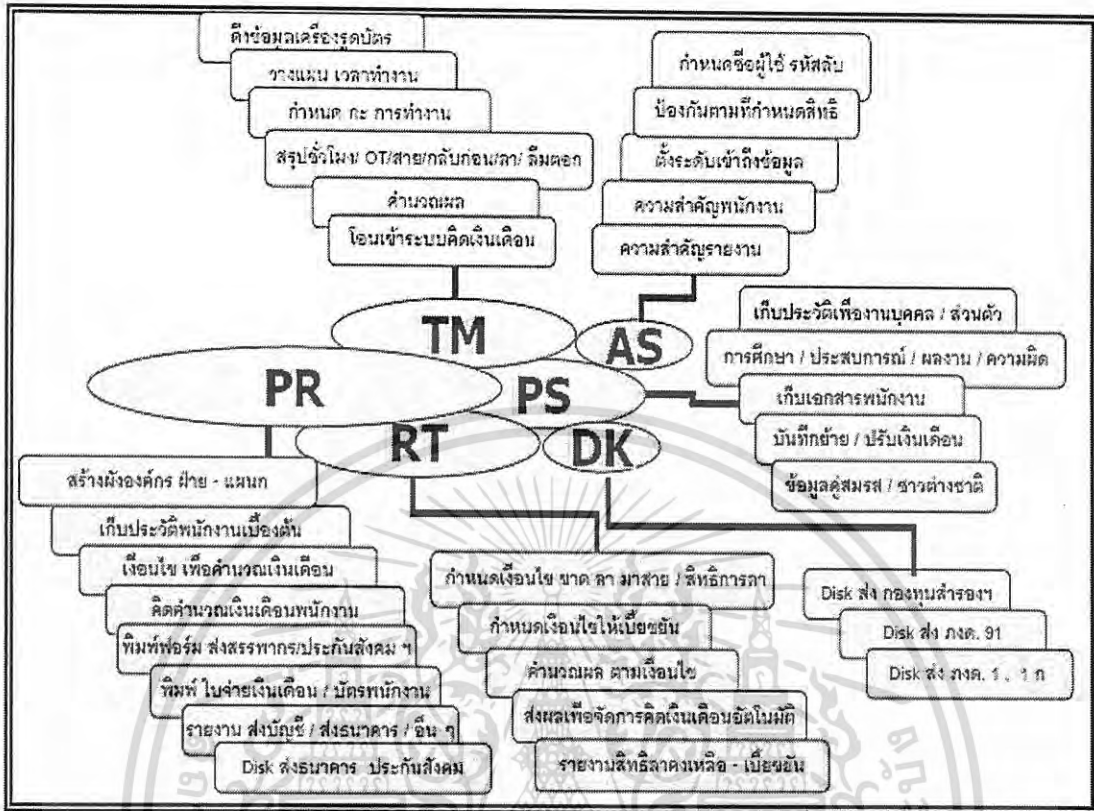 ดึงข้อมูลเครื่องรูดบัตร
วางแผน เวลาทำงาน
กำหนด กะ การทำงาน
สรุปชั่วโมง OT/สาย/กลับก่อน/ลา/ ลืมตอก
คำนวณผล
โอนเข้าระบบคิดเงินเดือน
กำหนดชื่อผู้ใช้ รหัสลับ
ป้องกันตามที่กำหนดสิทธิ
ตั้งระดับเข้าถึงข้อมูล
ความสำคัญพนักงาน
ความสำคัญรายงาน
TM
AS
PR
PS
RT
DK
เก็บประวัติเพื่องานบุคคล / ส่วนตัว
การศึกษา / ประสบการณ์ / ผลงาน / ความผิด
เก็บเอกสารพนักงาน
บันทึกย้าย / ปรับเงินเดือน
ข้อมูลคู่สมรส / ชาวต่างชาติ
สร้างผังองค์กร ฝ่าย - แผนก
เก็บประวัติพนักงานเบื้องต้น
เงื่อนไข เพื่อคำนวณเงินเดือน
คิดคำนวณเงินเดือนพนักงาน
พิมพ์ฟอร์ม ส่งสรรพากร/ประกันสังคม ฯ
พิมพ์ ใบจ่ายเงินเดือน / บัตรพนักงาน
รายงาน ส่งบัญชี / ส่งธนาคาร / อื่น ๆ
Disk ส่งธนาคาร ประกันสังคม
กำหนดเงื่อนไข ขาด ลา มาสาย / สิทธิการลา
กำหนดเงื่อนไขให้เบี้ยขยัน
คำนวณผล ตามเงื่อนไข
ส่งผลเพื่อจัดการคิดเงินเดือนอัตโนมัติ
รายงานสิทธิลาคงเหลือ - เบี้ยขยัน
Disk ส่ง กองทุนสำรองฯ
Disk ส่ง ภงด. 91
Disk ส่ง ภงด. 1 , 1 ก